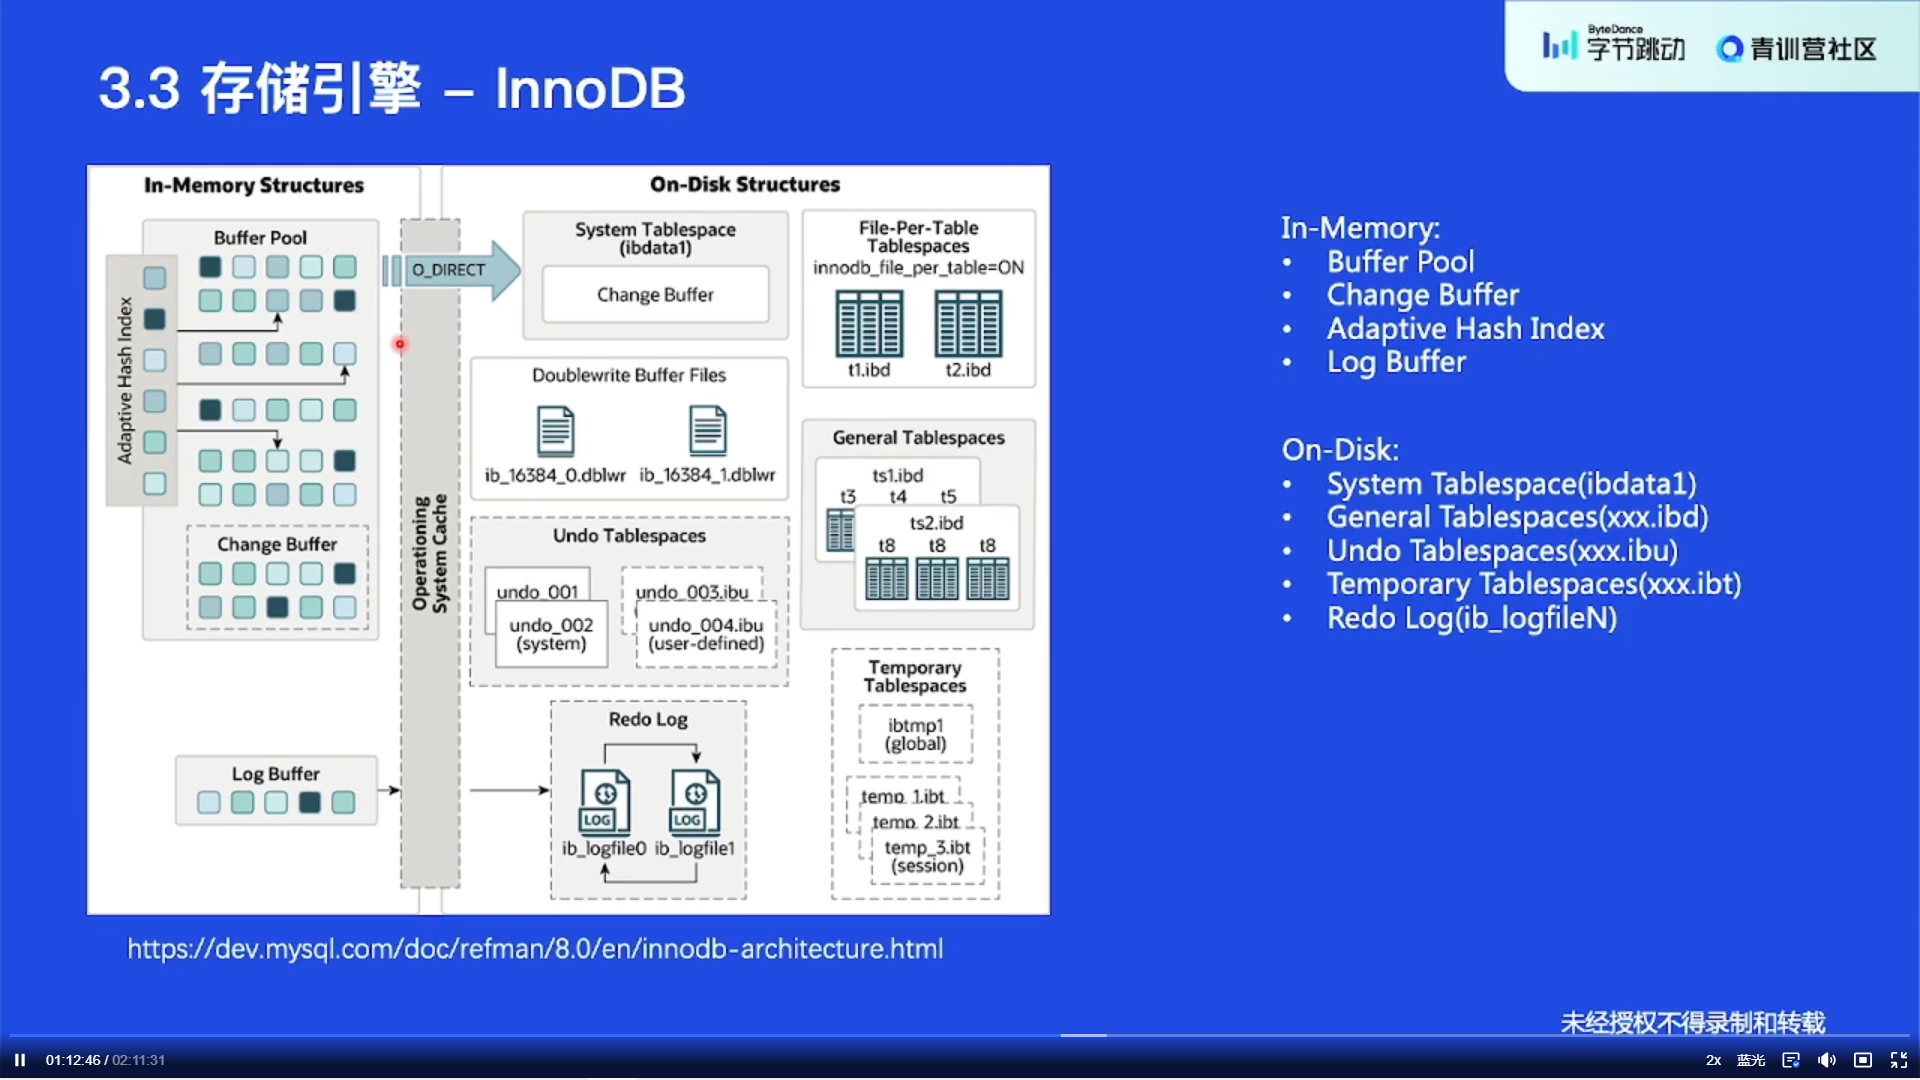 3.3 存储引擎 – InnoDB
ByteDance
字节跳动
青训营社区
In-Memory Structures
Buffer Pool
Adaptive Hash Index
Change Buffer
Log Buffer
Operationing
System Cache
O_DIRECT
On-Disk Structures
System Tablespace
(ibdata1)
Change Buffer
Doublewrite Buffer Files
ib_16384_0.dblwr ib_16384_1.dblwr
Undo Tablespaces
undo_001
undo_002
(system)
undo_003.ibu
undo_004.ibu
(user-defined)
Redo Log
LOG LOG
ib_logfile0 ib_logfile1
File-Per-Table
Tablespaces
innodb_file_per_table=ON
t1.ibd t2.ibd
General Tablespaces
ts1.ibd
t3 t4 t5
ts2.ibd
t8 t8 t8
Temporary
Tablespaces
ibtmp1
(global)
temp_1.ibt
temp_2.ibt
temp_3.ibt
(session)
https://dev.mysql.com/doc/refman/8.0/en/innodb-architecture.html
In-Memory:
• Buffer Pool
• Change Buffer
• Adaptive Hash Index
• Log Buffer
On-Disk:
• System Tablespace(ibdata1)
• General Tablespaces(xxx.ibd)
• Undo Tablespaces(xxx.ibu)
• Temporary Tablespaces(xxx.ibt)
• Redo Log(ib_logfileN)
未经授权不得录制和转载
01:12:46 / 02:11:31
2x 蓝光